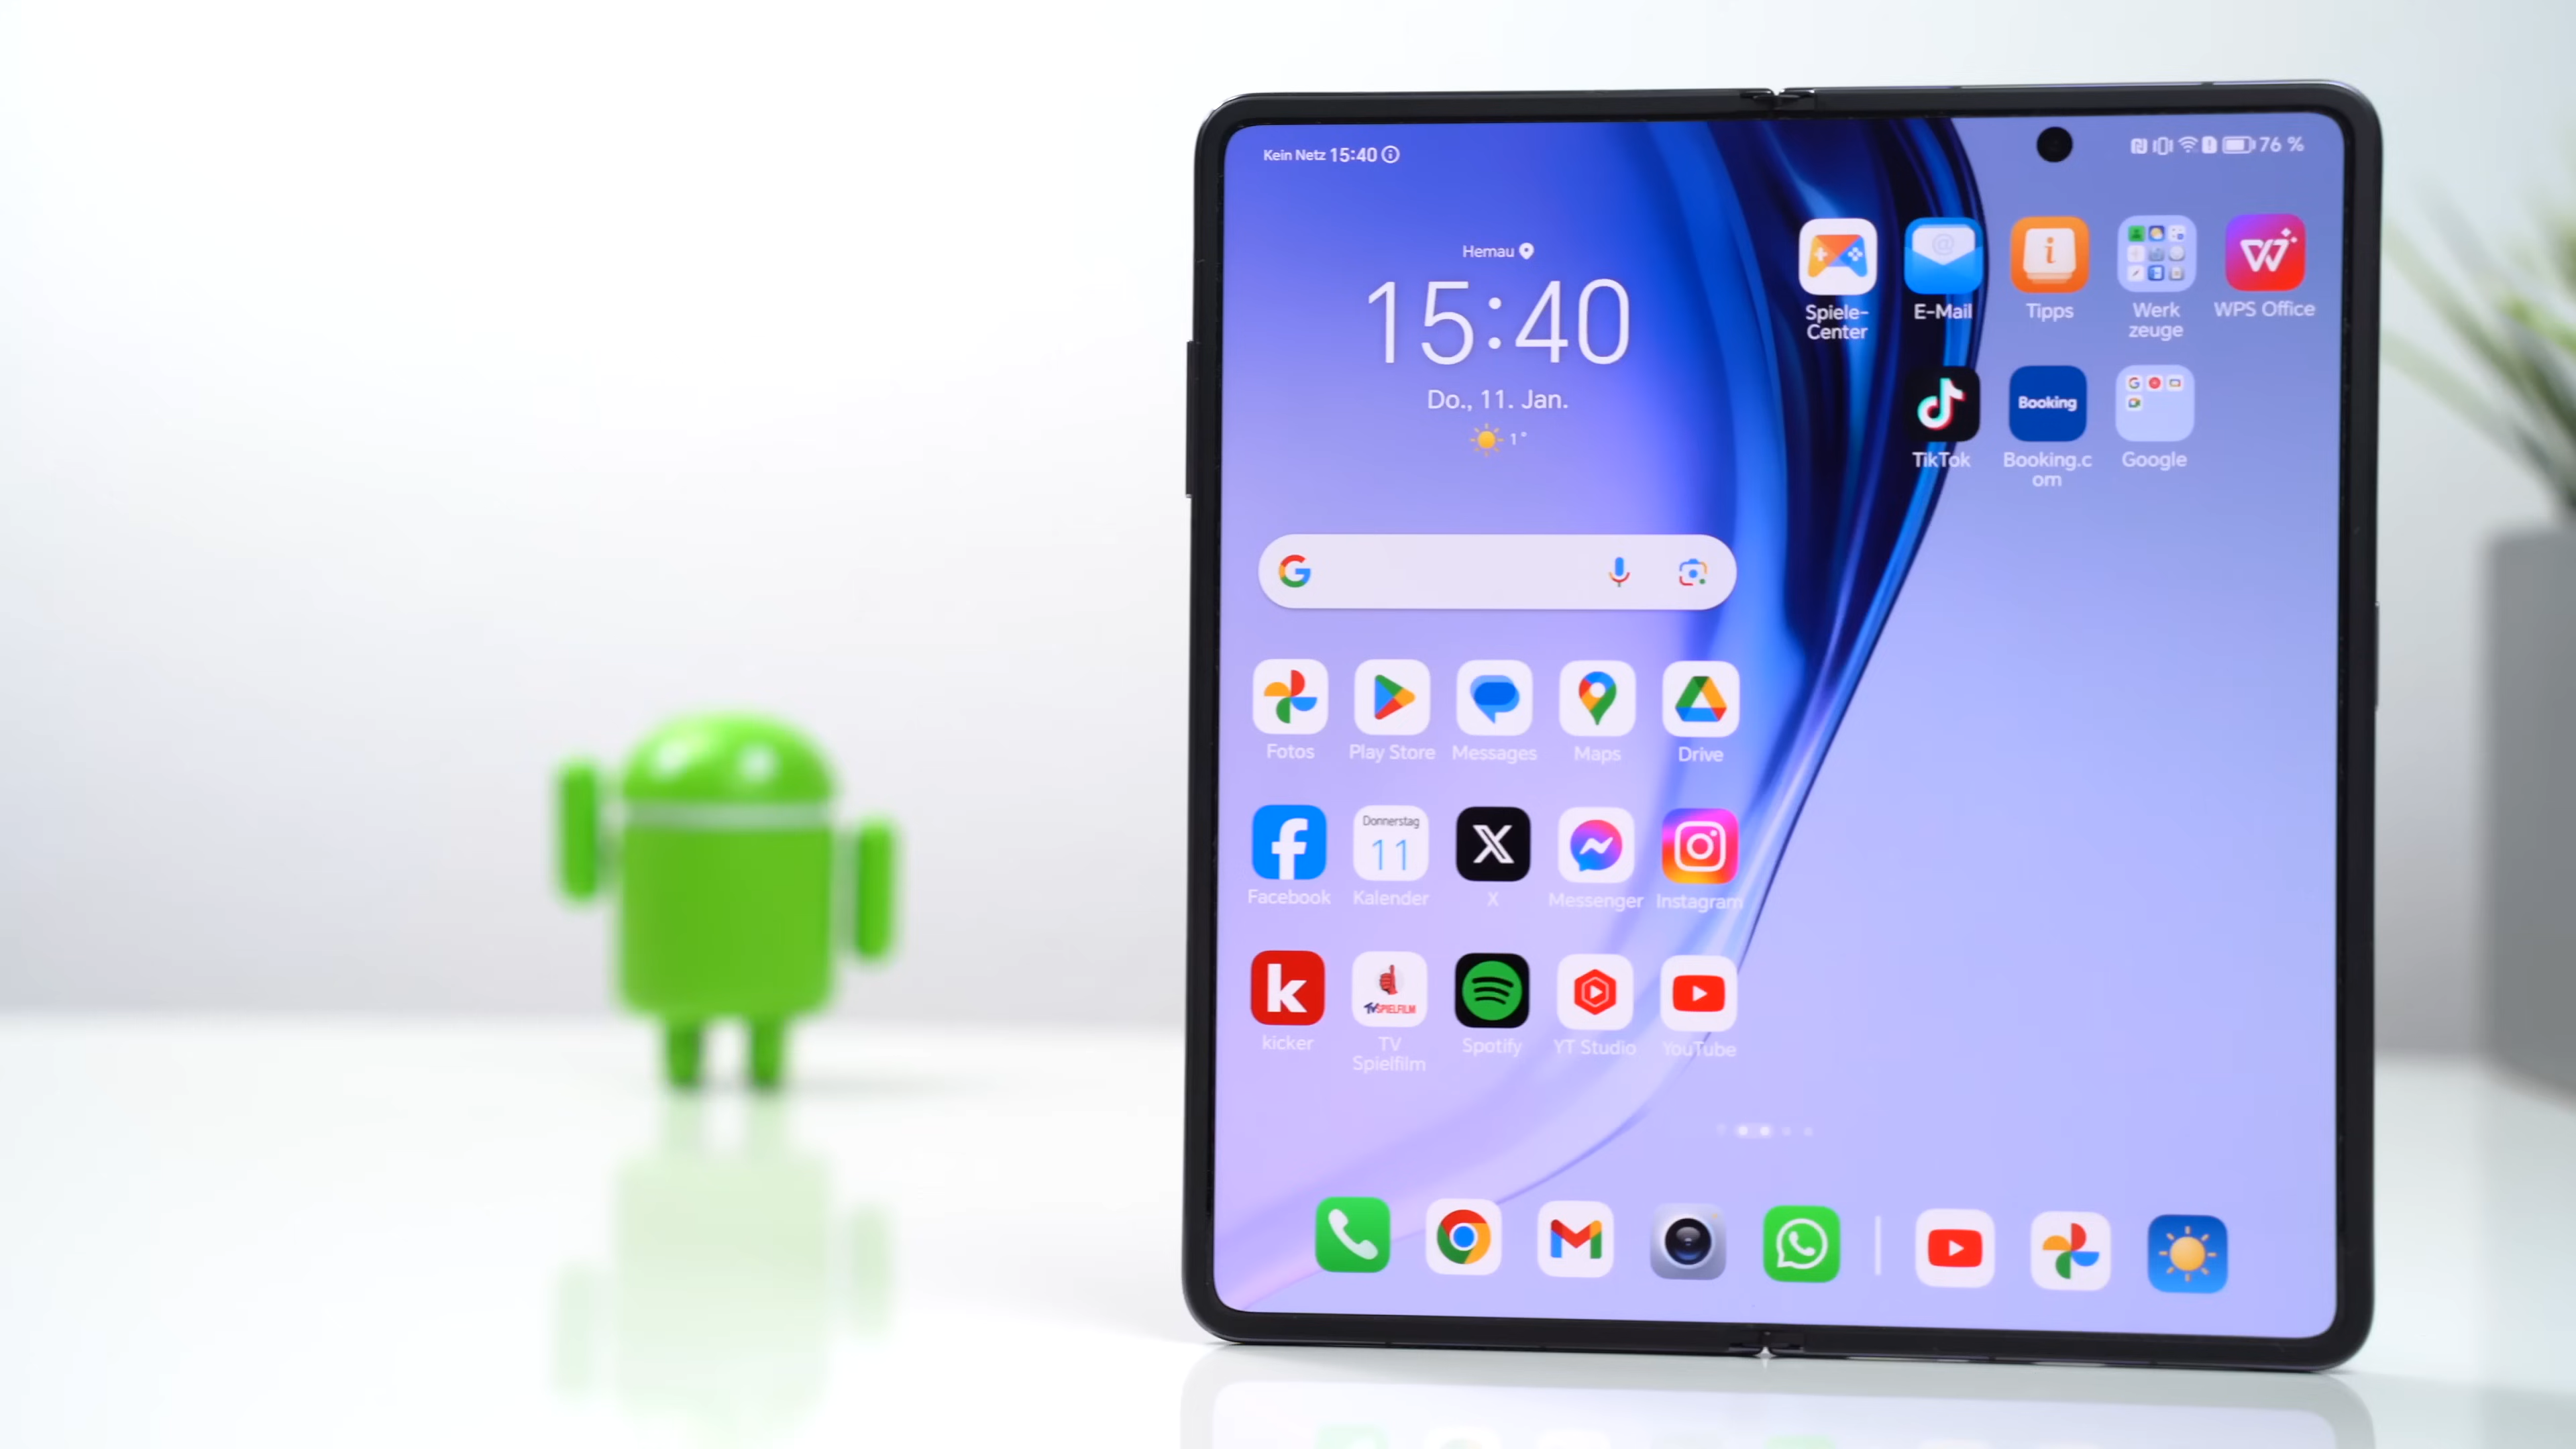 Kein Netz 15:40
76 %
Hemau
15:40
Do., 11. Jan.
1°
Spiele-
Center
E-Mail
Tipps
Werk
zeuge
WPS Office
Booking
TikTok
Booking.c
om
Google
Fotos
Play Store
Messages
Maps
Drive
Donnerstag
11
Facebook
Kalender
X
Messenger
Instagram
k
TV SPIELFILM
kicker
TV
Spielfilm
Spotify
YT Studio
YouTube